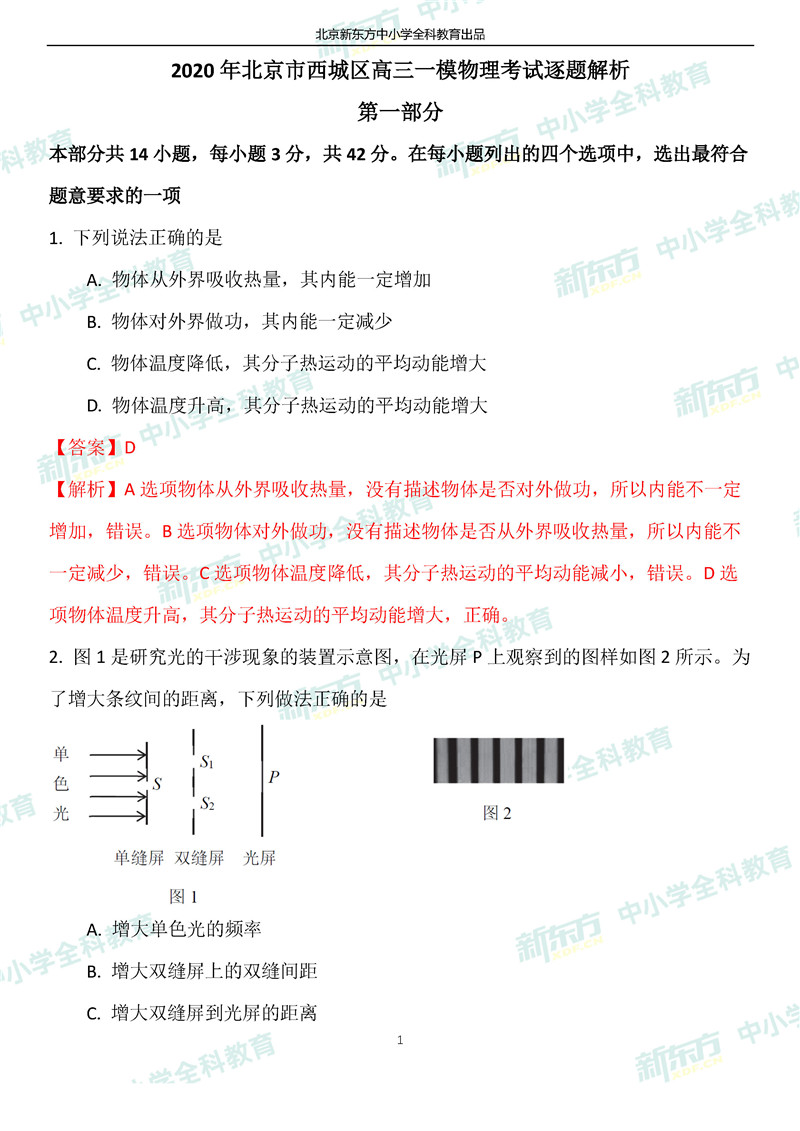 北京新东方中小学全科教育出品
2020 年北京市西城区高三一模物理考试逐题解析
第一部分
本部分共 14 小题，每小题 3 分，共 42 分。在每小题列出的四个选项中，选出最符合
题意要求的一项
1. 下列说法正确的是
A. 物体从外界吸收热量，其内能一定增加
B. 物体对外界做功，其内能一定减少
C. 物体温度降低，其分子热运动的平均动能增大
D. 物体温度升高，其分子热运动的平均动能增大
【答案】D
【解析】A 选项物体从外界吸收热量，没有描述物体是否对外做功，所以内能不一定
增加，错误。B 选项物体对外做功，没有描述物体是否从外界吸收热量，所以内能不
一定减少，错误。C 选项物体温度降低，其分子热运动的平均动能减小，错误。D 选
项物体温度升高，其分子热运动的平均动能增大，正确。
2. 图 1 是研究光的干涉现象的装置示意图，在光屏 P 上观察到的图样如图 2 所示。为
了增大条纹间的距离，下列做法正确的是
单
色
光
S
S1
S2
P
单缝屏 双缝屏 光屏
图 1
图 2
A. 增大单色光的频率
B. 增大双缝屏上的双缝间距
C. 增大双缝屏到光屏的距离
1
新东方 中小学全科教育